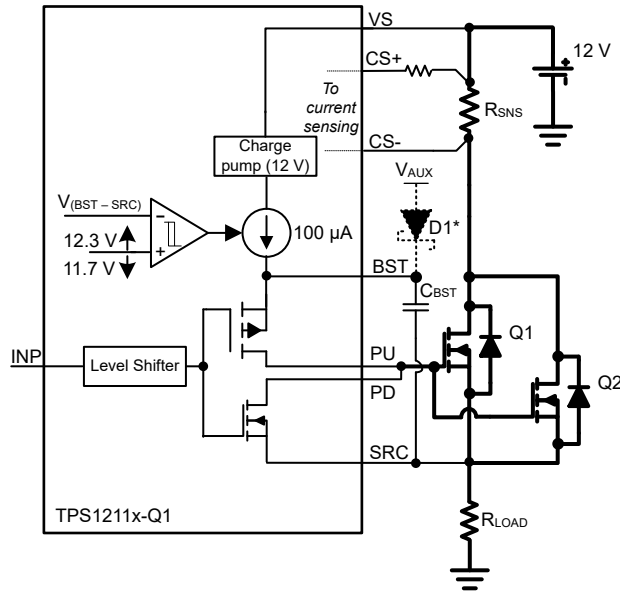 VS
12 V
CS+
To
current
sensing
RSNS
CS-
Charge
pump (12 V)
VAUX
V(BST – SRC)
D1*
12.3 V
100 µA
11.7 V
BST
CBST
Q1
INP
Level Shifter
PU
Q2
PD
SRC
RLOAD
TPS1211x-Q1